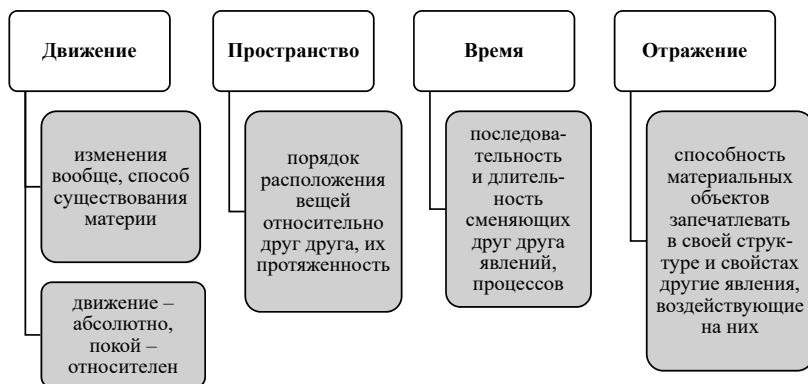 Движение
изменения
вообще, способ
существования
материи
движение –
абсолютно,
покой –
относителен
Пространство
порядок
расположения
вещей
относительно
друг друга, их
протяженность
Время
последова-
тельность
и длитель-
ность
сменяющих
друг друга
явлений,
процессов
Отражение
способность
материальных
объектов
запечатлевать
в своей струк-
туре и свойствах
другие явления,
воздействующие
на них